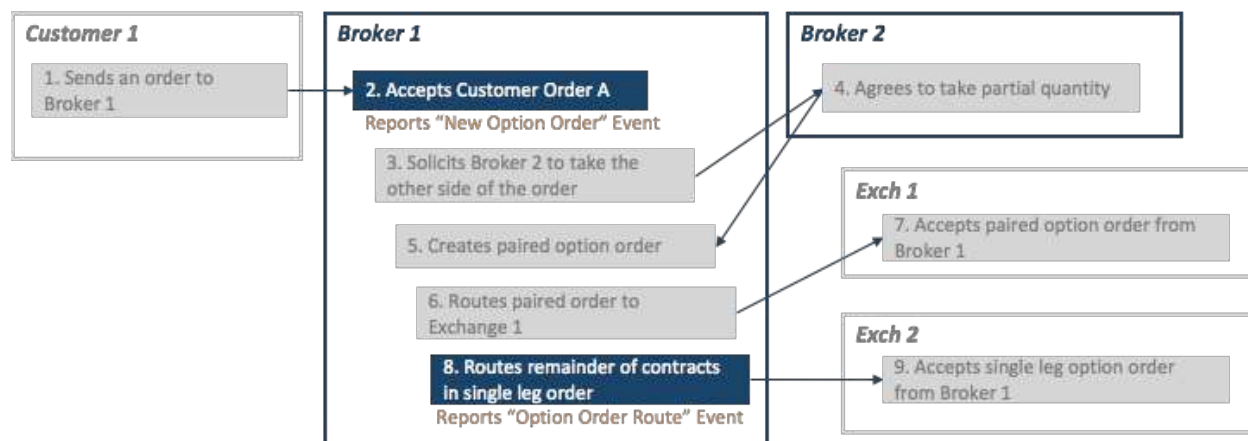 Customer 1
1. Sends an order to
Broker 1
Broker 1
2. Accepts Customer Order A
Reports “New Option Order” Event
3. Solicits Broker 2 to take the
other side of the order
5. Creates paired option order
6. Routes paired order to
Exchange 1
8. Routes remainder of contracts
in single leg order
Reports “Option Order Route” Event
Broker 2
4. Agrees to take partial quantity
Exch 1
7. Accepts paired option order from
Broker 1
Exch 2
9. Accepts single leg option order
from Broker 1